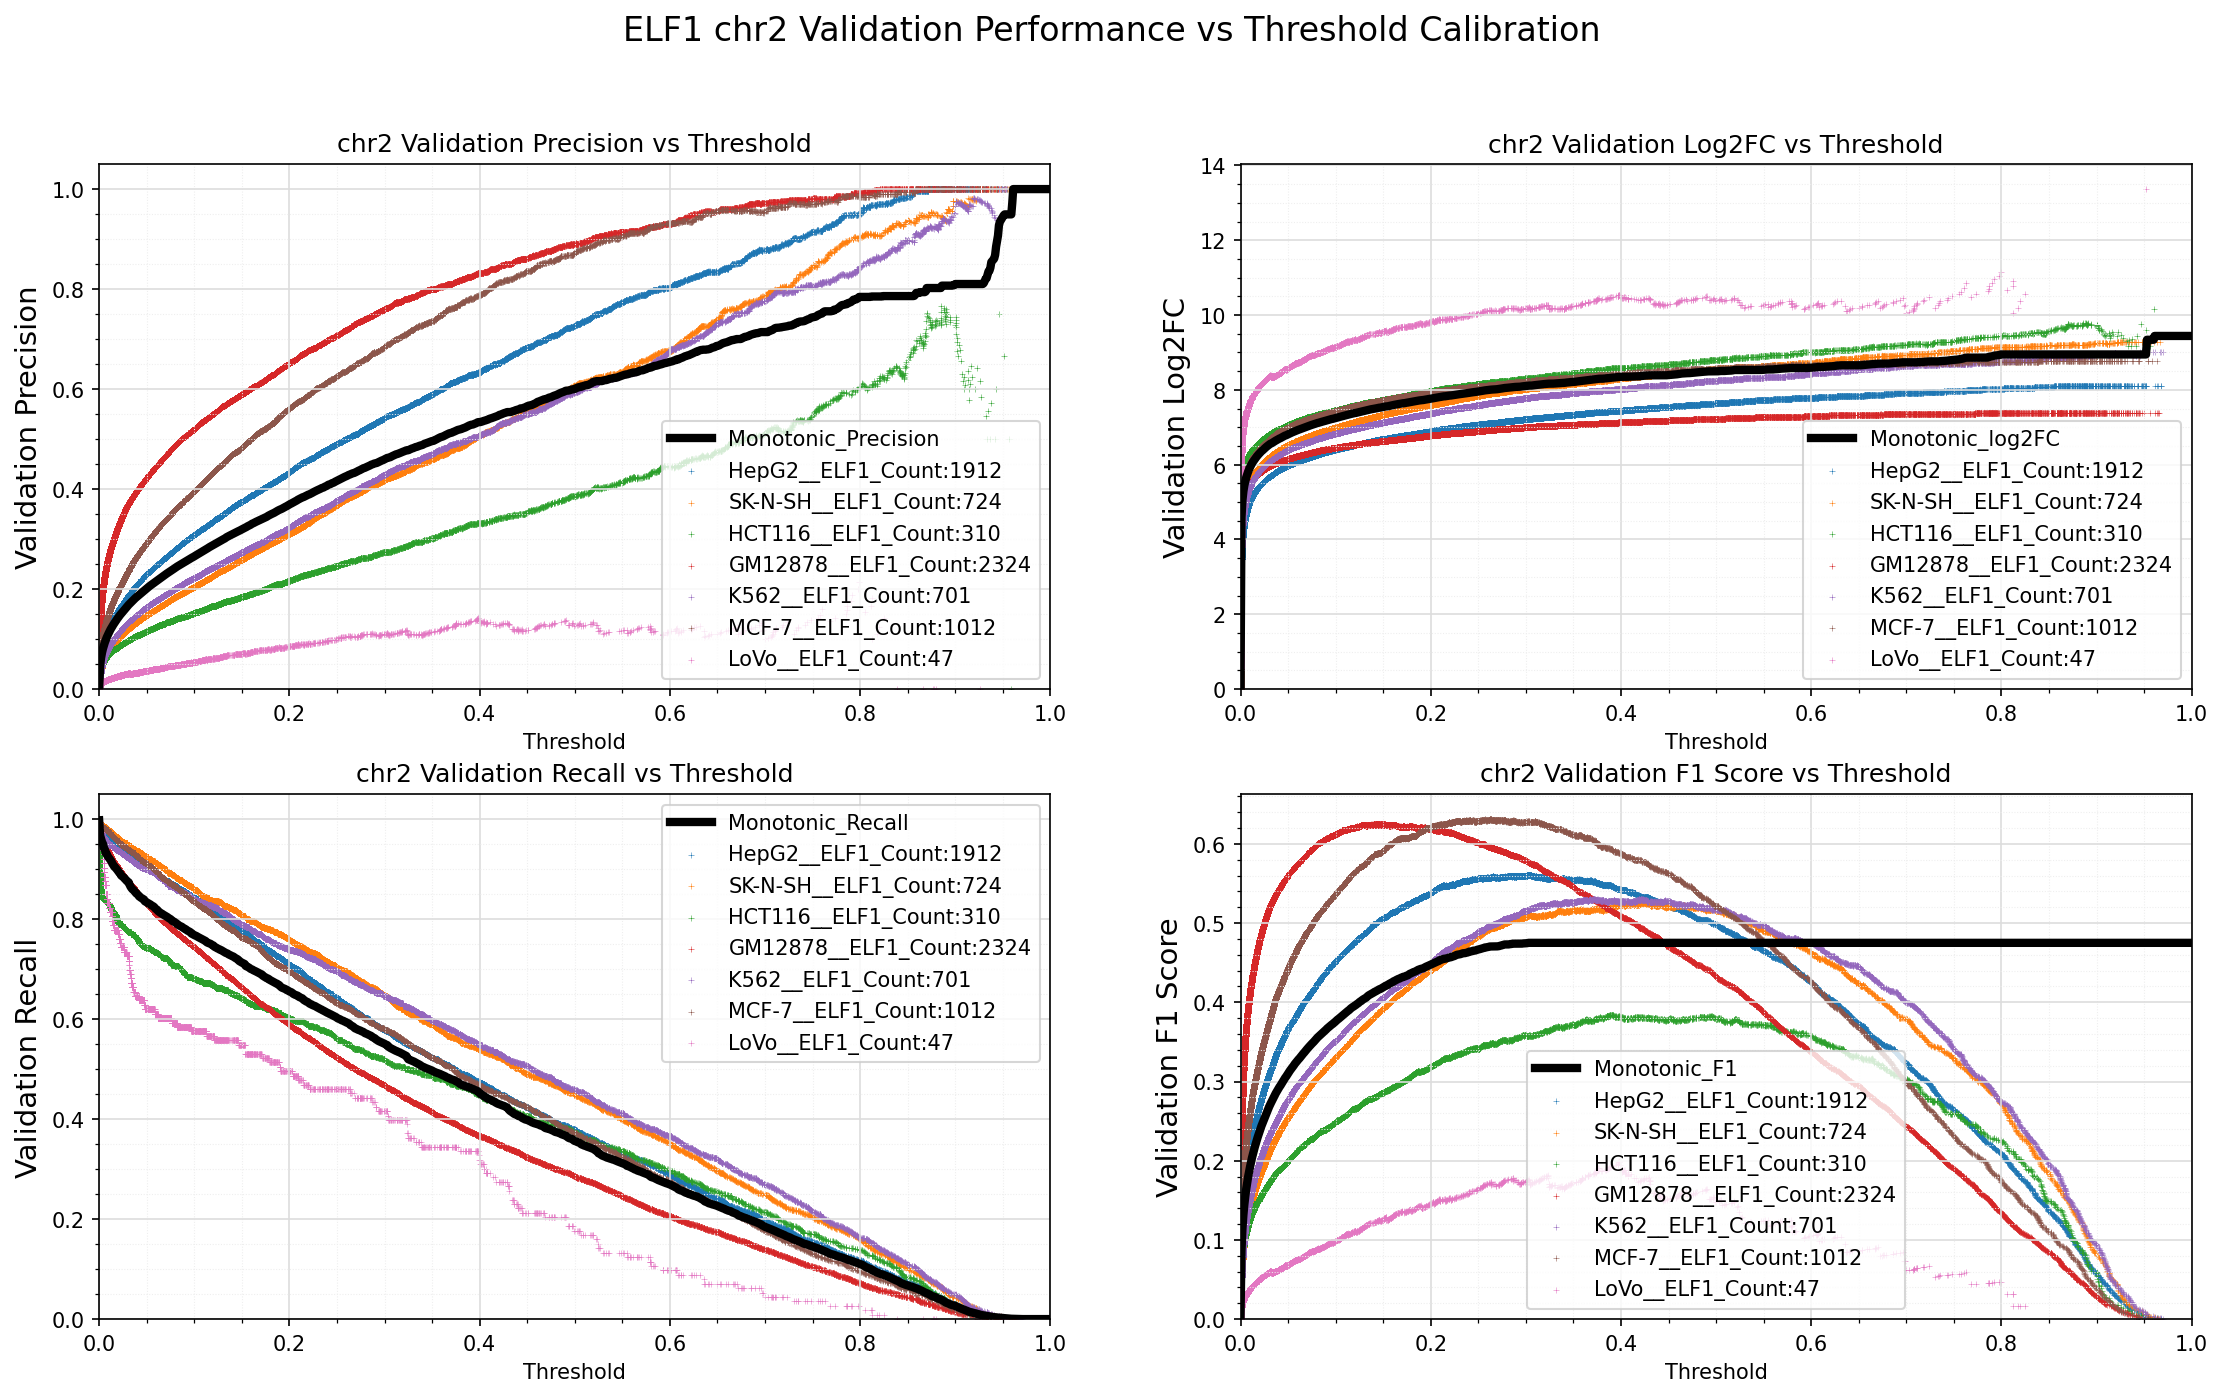 ELF1 chr2 Validation Performance vs Threshold Calibration
chr2 Validation Precision vs Threshold
Validation Precision
1.0
0.8
0.6
0.4
0.2
0.0
Monotonic_Precision
HepG2__ELF1_Count:1912
SK-N-SH__ELF1_Count:724
HCT116__ELF1_Count:310
GM12878__ELF1_Count:2324
K562__ELF1_Count:701
MCF-7__ELF1_Count:1012
LoVo__ELF1_Count:47
0.0 0.2 0.4 0.6 0.8 1.0
Threshold
chr2 Validation Log2FC vs Threshold
Validation Log2FC
14
12
10
8
6
4
2
0
Monotonic_log2FC
HepG2__ELF1_Count:1912
SK-N-SH__ELF1_Count:724
HCT116__ELF1_Count:310
GM12878__ELF1_Count:2324
K562__ELF1_Count:701
MCF-7__ELF1_Count:1012
LoVo__ELF1_Count:47
0.0 0.2 0.4 0.6 0.8 1.0
Threshold
chr2 Validation Recall vs Threshold
Validation Recall
1.0
0.8
0.6
0.4
0.2
0.0
Monotonic_Recall
HepG2__ELF1_Count:1912
SK-N-SH__ELF1_Count:724
HCT116__ELF1_Count:310
GM12878__ELF1_Count:2324
K562__ELF1_Count:701
MCF-7__ELF1_Count:1012
LoVo__ELF1_Count:47
0.0 0.2 0.4 0.6 0.8 1.0
Threshold
chr2 Validation F1 Score vs Threshold
Validation F1 Score
0.6
0.5
0.4
0.3
0.2
0.1
0.0
Monotonic_F1
HepG2__ELF1_Count:1912
SK-N-SH__ELF1_Count:724
HCT116__ELF1_Count:310
GM12878__ELF1_Count:2324
K562__ELF1_Count:701
MCF-7__ELF1_Count:1012
LoVo__ELF1_Count:47
0.0 0.2 0.4 0.6 0.8 1.0
Threshold